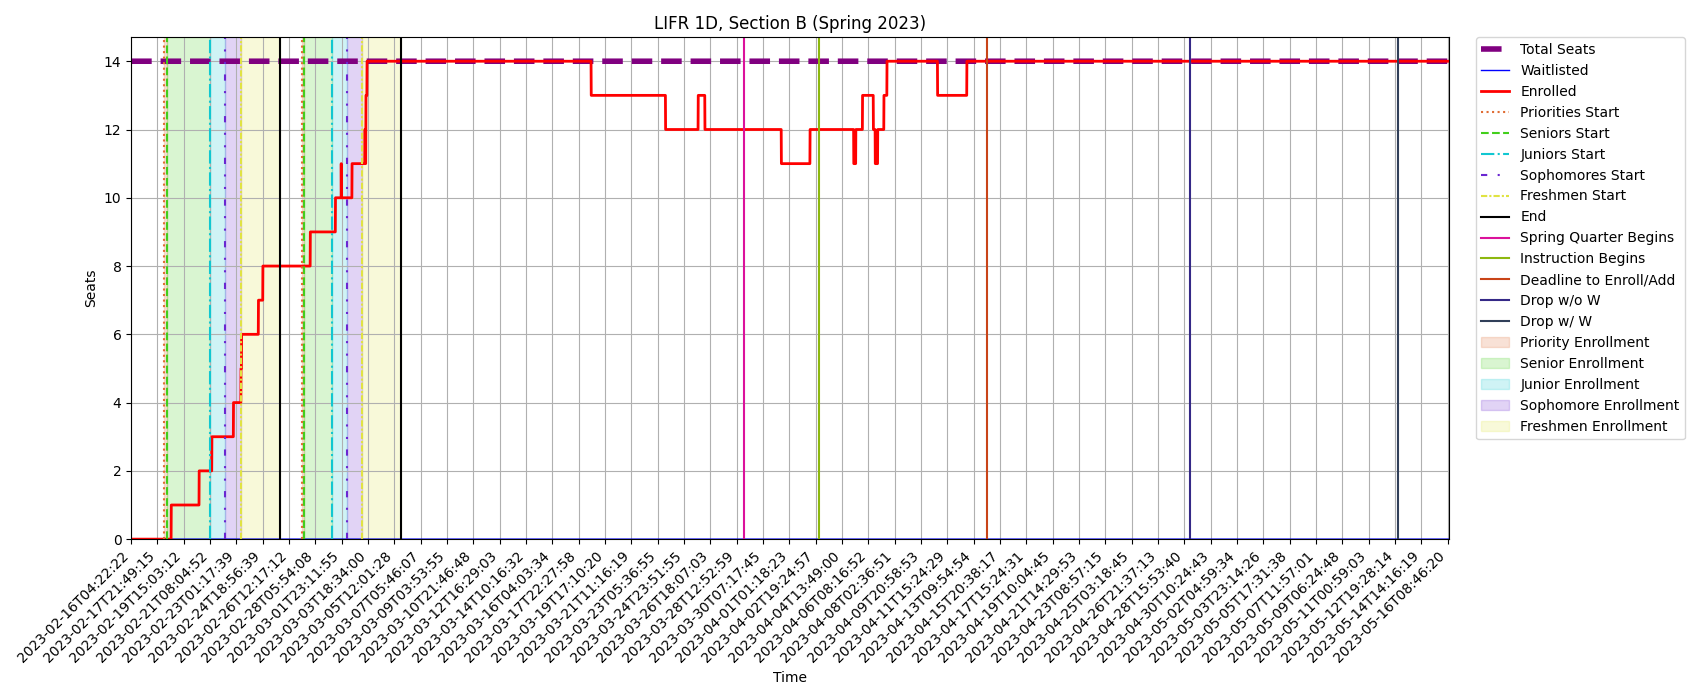 LIFR 1D, Section B (Spring 2023)
Seats
14
12
10
8
6
4
2
0
2023-02-16T04:22:22
2023-02-17T21:49:15
2023-02-19T15:03:12
2023-02-21T08:04:52
2023-02-23T01:17:39
2023-02-24T18:56:39
2023-02-26T12:17:12
2023-02-28T05:54:08
2023-03-01T23:11:55
2023-03-03T18:34:00
2023-03-05T12:01:28
2023-03-07T05:46:07
2023-03-09T03:53:55
2023-03-10T21:46:48
2023-03-12T16:29:03
2023-03-14T10:16:32
2023-03-16T04:03:34
2023-03-17T22:27:58
2023-03-19T17:10:20
2023-03-21T11:16:19
2023-03-23T05:36:55
2023-03-24T23:51:55
2023-03-26T18:07:03
2023-03-28T12:52:59
2023-03-30T07:17:45
2023-04-01T01:18:23
2023-04-02T19:24:57
2023-04-04T13:49:00
2023-04-06T08:16:52
2023-04-08T02:36:51
2023-04-09T20:58:53
2023-04-11T15:24:29
2023-04-13T09:54:54
2023-04-15T20:38:17
2023-04-17T15:24:31
2023-04-19T10:04:45
2023-04-21T14:29:53
2023-04-23T08:57:15
2023-04-25T03:18:45
2023-04-26T21:37:13
2023-04-28T15:53:40
2023-04-30T10:24:43
2023-05-02T04:59:34
2023-05-03T23:14:26
2023-05-05T17:31:38
2023-05-07T11:57:01
2023-05-09T06:24:48
2023-05-11T00:59:03
2023-05-12T19:28:14
2023-05-14T14:16:19
2023-05-16T08:46:20
Time
Total Seats
Waitlisted
Enrolled
Priorities Start
Seniors Start
Juniors Start
Sophomores Start
Freshmen Start
End
Spring Quarter Begins
Instruction Begins
Deadline to Enroll/Add
Drop w/o W
Drop w/ W
Priority Enrollment
Senior Enrollment
Junior Enrollment
Sophomore Enrollment
Freshmen Enrollment